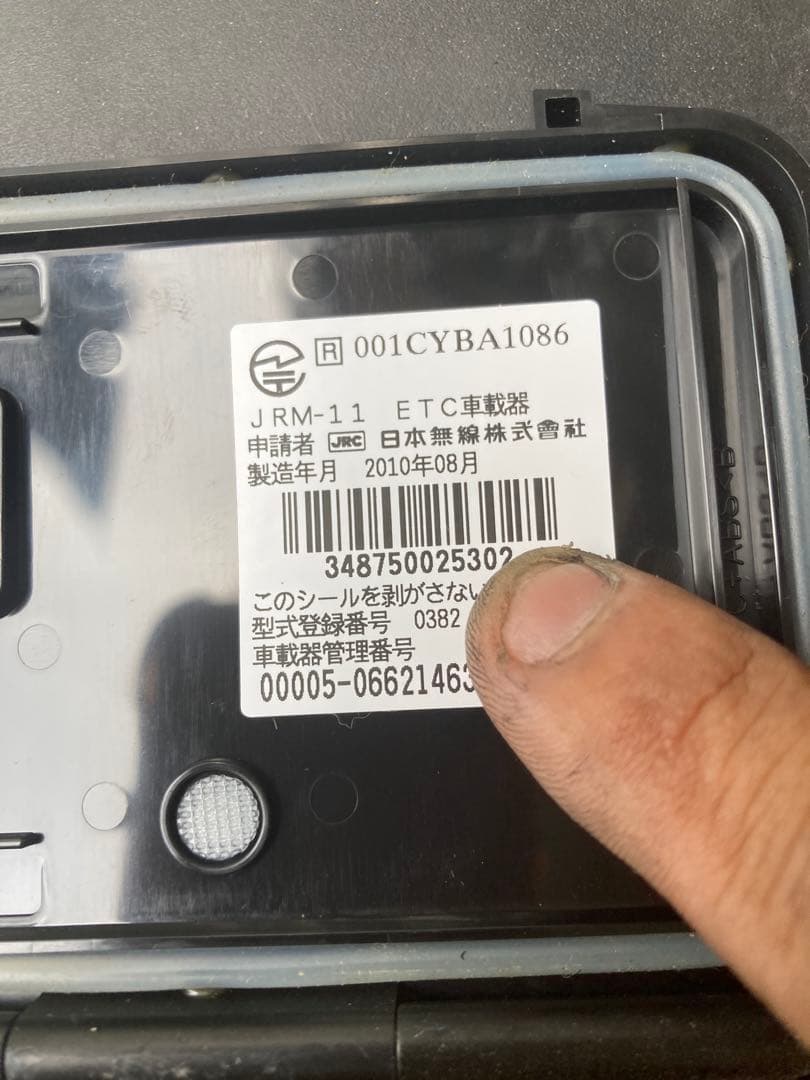 R 001CYBA1086
JRM-11 ETC車載器
申請者 JRC 日本無線株式會社
製造年月 2010年08月
348750025302
このシールを剥がさない
型式登録番号 0382
車載器管理番号
00005-06621463